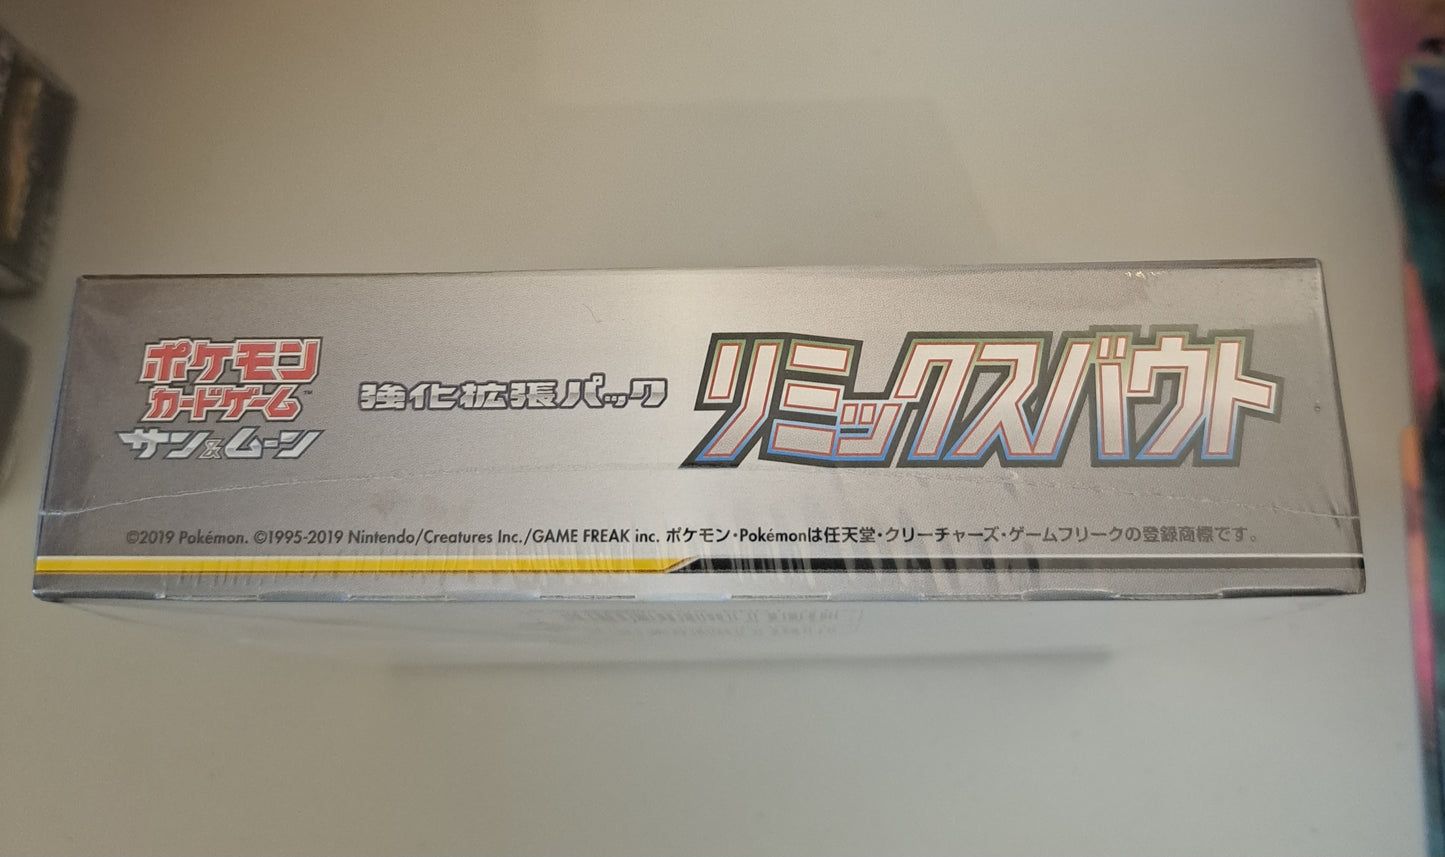 ポケモン
カードゲーム™
サン&ムーン
強化拡張パック
リミックスバウト
©2019 Pokémon. ©1995-2019 Nintendo/Creatures Inc./GAME FREAK inc. ポケモン・Pokémonは任天堂・クリーチャーズ・ゲームフリークの登録商標です。